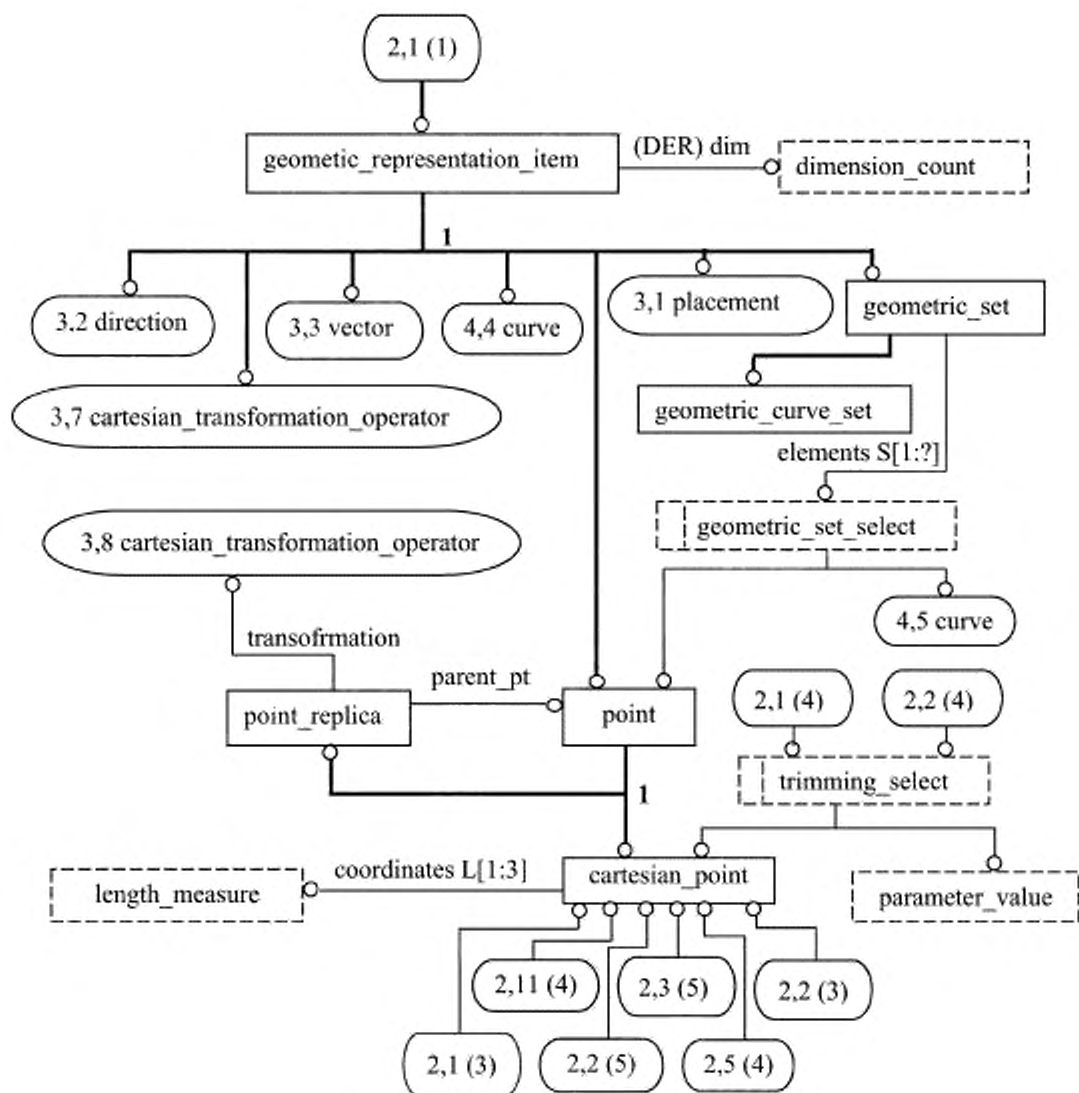 2,1 (1)
geometic_representation_item
(DER) dim
dimension_count
1
3,2 direction
3,3 vector
4,4 curve
3,1 placement
geometric_set
3,7 cartesian_transformation_operator
geometric_curve_set
elements S[1:?]
geometric_set_select
3,8 cartesian_transformation_operator
4,5 curve
transofrmation
parent_pt
point_replica
point
2,1 (4)
2,2 (4)
trimming_select
1
coordinates L[1:3]
length_measure
cartesian_point
parameter_value
2,11 (4)
2,3 (5)
2,2 (3)
2,1 (3)
2,2 (5)
2,5 (4)